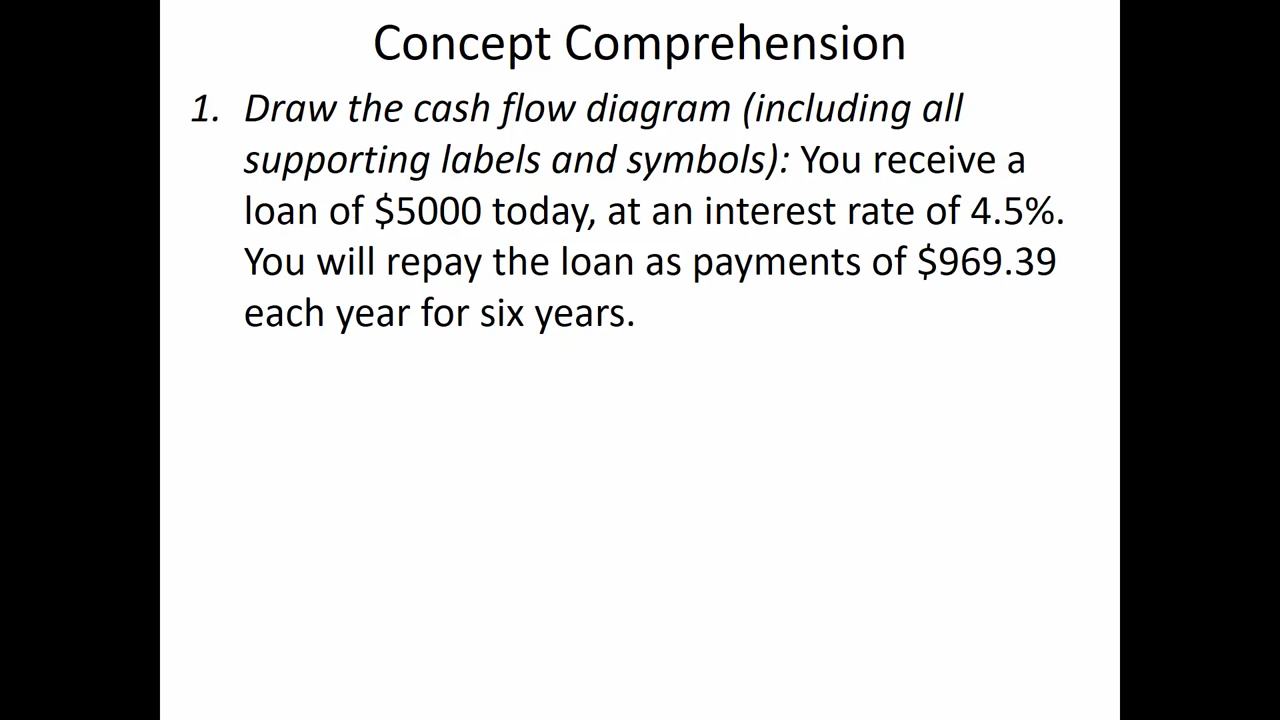 Concept Comprehension
1. Draw the cash flow diagram (including all
supporting labels and symbols): You receive a
loan of $5000 today, at an interest rate of 4.5%.
You will repay the loan as payments of $969.39
each year for six years.